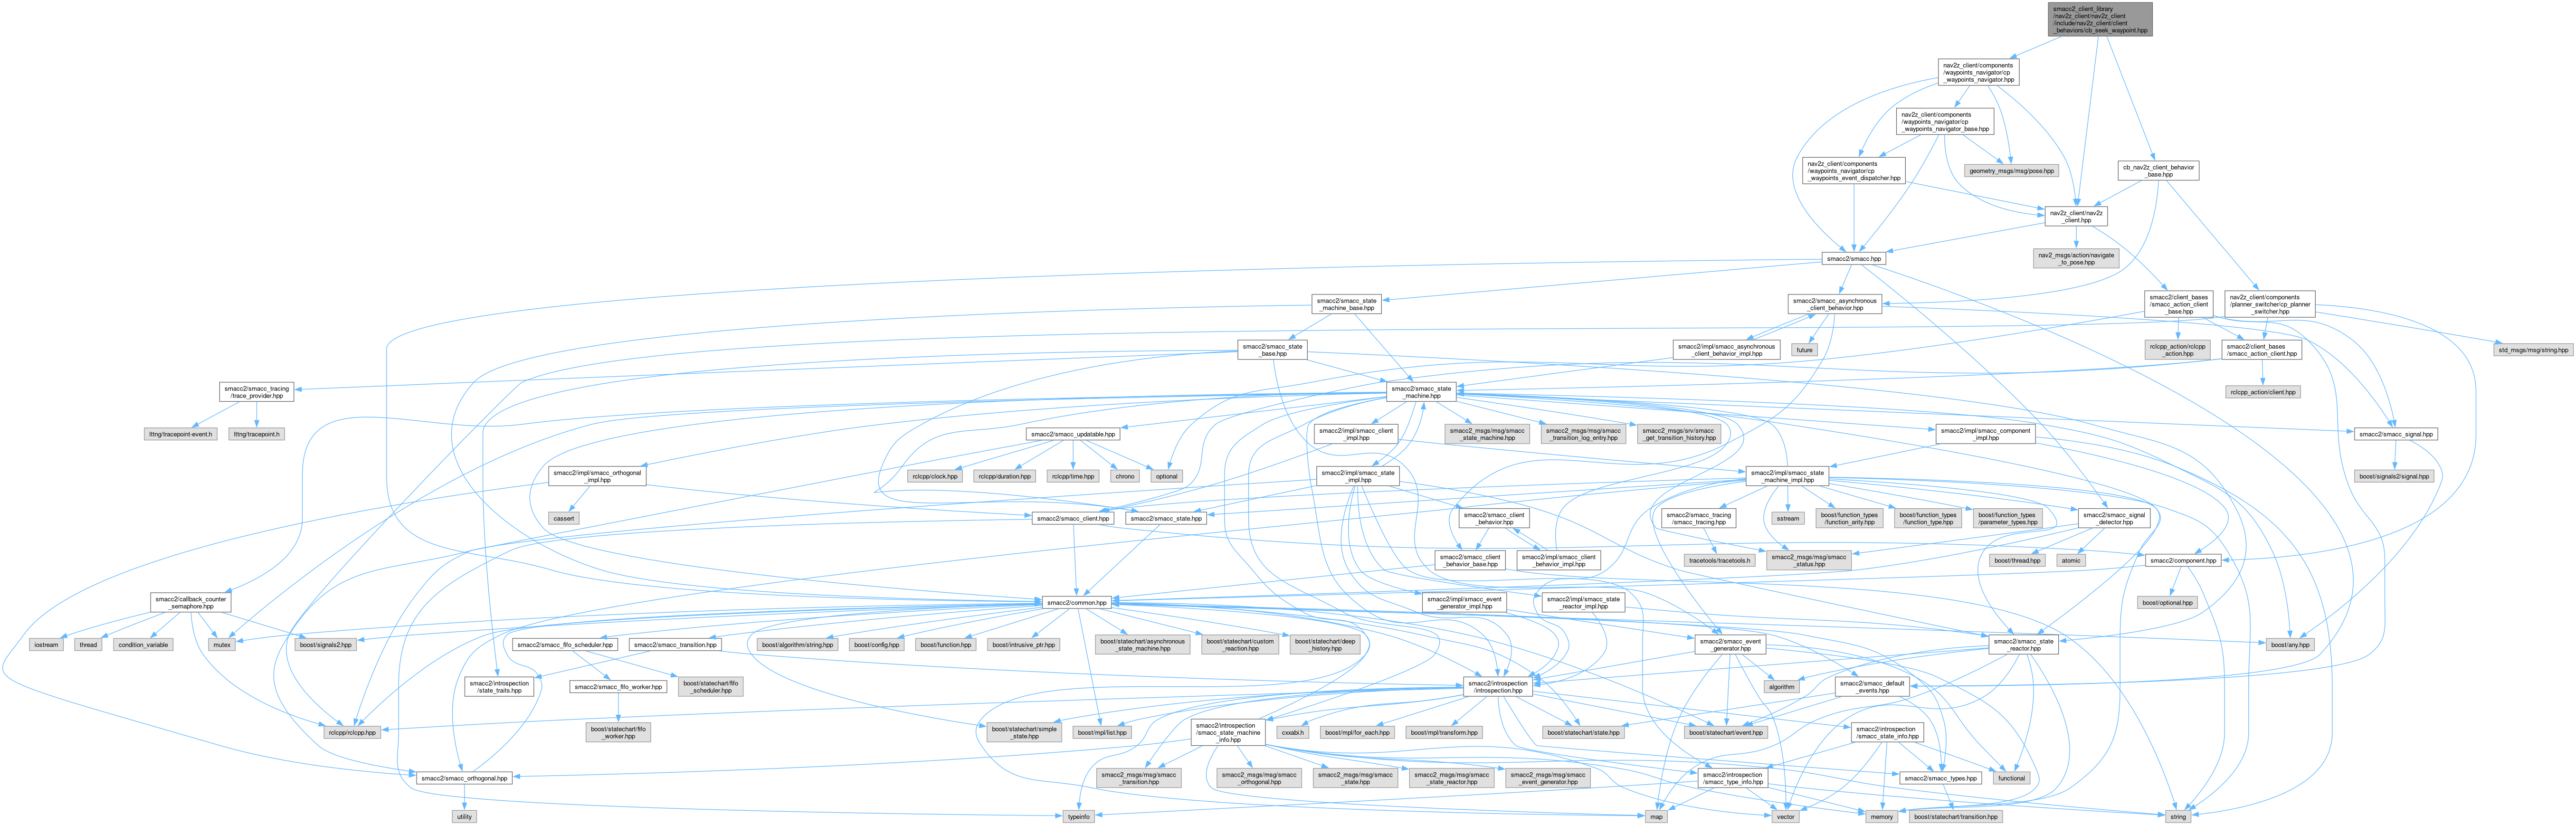 smacc2_client_library
/nav2z_client/nav2z_client
/include/nav2z_client/client
_behaviors/cb_seek_waypoint.hpp
nav2z_client/components
/waypoints_navigator/cp
_waypoints_navigator.hpp
nav2z_client/components
/waypoints_navigator/cp
_waypoints_navigator_base.hpp
nav2z_client/components
/waypoints_navigator/cp
_waypoints_event_dispatcher.hpp
geometry_msgs/msg/pose.hpp
cb_nav2z_client_behavior
_base.hpp
nav2z_client/nav2z
_client.hpp
smacc2/smacc.hpp
nav2_msgs/action/navigate
_to_pose.hpp
smacc2/smacc_state
_machine_base.hpp
smacc2/smacc_asynchronous
_client_behavior.hpp
smacc2/client_bases
/smacc_action_client
_base.hpp
nav2z_client/components
/planner_switcher/cp_planner
_switcher.hpp
smacc2/smacc_state
_base.hpp
smacc2/impl/smacc_asynchronous
_client_behavior_impl.hpp
future
rclcpp_action/rclcpp
_action.hpp
smacc2/client_bases
/smacc_action_client.hpp
std_msgs/msg/string.hpp
smacc2/smacc_tracing
/trace_provider.hpp
smacc2/smacc_state
_machine.hpp
rclcpp_action/client.hpp
lttng/tracepoint-event.h
lttng/tracepoint.h
smacc2/smacc_updatable.hpp
smacc2/impl/smacc_client
_impl.hpp
smacc2_msgs/msg/smacc
_state_machine.hpp
smacc2_msgs/msg/smacc
_transition_log_entry.hpp
smacc2_msgs/srv/smacc
_get_transition_history.hpp
smacc2/impl/smacc_component
_impl.hpp
smacc2/smacc_signal.hpp
smacc2/impl/smacc_orthogonal
_impl.hpp
rclcpp/clock.hpp
rclcpp/duration.hpp
rclcpp/time.hpp
chrono
optional
smacc2/impl/smacc_state
_impl.hpp
smacc2/impl/smacc_state
_machine_impl.hpp
boost/signals2/signal.hpp
cassert
smacc2/smacc_client.hpp
smacc2/smacc_state.hpp
smacc2/smacc_client
_behavior.hpp
smacc2/smacc_tracing
/smacc_tracing.hpp
sstream
boost/function_types
/function_arity.hpp
boost/function_types
/function_type.hpp
boost/function_types
/parameter_types.hpp
smacc2/smacc_signal
_detector.hpp
smacc2/smacc_client
_behavior_base.hpp
smacc2/impl/smacc_client
_behavior_impl.hpp
tracetools/tracetools.h
smacc2_msgs/msg/smacc
_status.hpp
boost/thread.hpp
atomic
smacc2/component.hpp
smacc2/callback_counter
_semaphore.hpp
smacc2/common.hpp
smacc2/impl/smacc_event
_generator_impl.hpp
smacc2/impl/smacc_state
_reactor_impl.hpp
boost/optional.hpp
iostream
thread
condition_variable
mutex
boost/signals2.hpp
smacc2/smacc_fifo_scheduler.hpp
smacc2/smacc_transition.hpp
boost/algorithm/string.hpp
boost/config.hpp
boost/function.hpp
boost/intrusive_ptr.hpp
boost/statechart/asynchronous
_state_machine.hpp
boost/statechart/custom
_reaction.hpp
boost/statechart/deep
_history.hpp
smacc2/smacc_event
_generator.hpp
smacc2/smacc_state
_reactor.hpp
boost/any.hpp
smacc2/introspection
/state_traits.hpp
smacc2/smacc_fifo_worker.hpp
boost/statechart/fifo
_scheduler.hpp
smacc2/introspection
/introspection.hpp
algorithm
smacc2/smacc_default
_events.hpp
rclcpp/rclcpp.hpp
boost/statechart/fifo
_worker.hpp
boost/statechart/simple
_state.hpp
boost/mpl/list.hpp
smacc2/introspection
/smacc_state_machine
_info.hpp
cxxabi.h
boost/mpl/for_each.hpp
boost/mpl/transform.hpp
boost/statechart/state.hpp
boost/statechart/event.hpp
smacc2/introspection
/smacc_state_info.hpp
smacc2/smacc_orthogonal.hpp
smacc2_msgs/msg/smacc
_transition.hpp
smacc2_msgs/msg/smacc
_orthogonal.hpp
smacc2_msgs/msg/smacc
_state.hpp
smacc2_msgs/msg/smacc
_state_reactor.hpp
smacc2_msgs/msg/smacc
_event_generator.hpp
smacc2/introspection
/smacc_type_info.hpp
smacc2/smacc_types.hpp
functional
utility
typeinfo
map
vector
memory
boost/statechart/transition.hpp
string